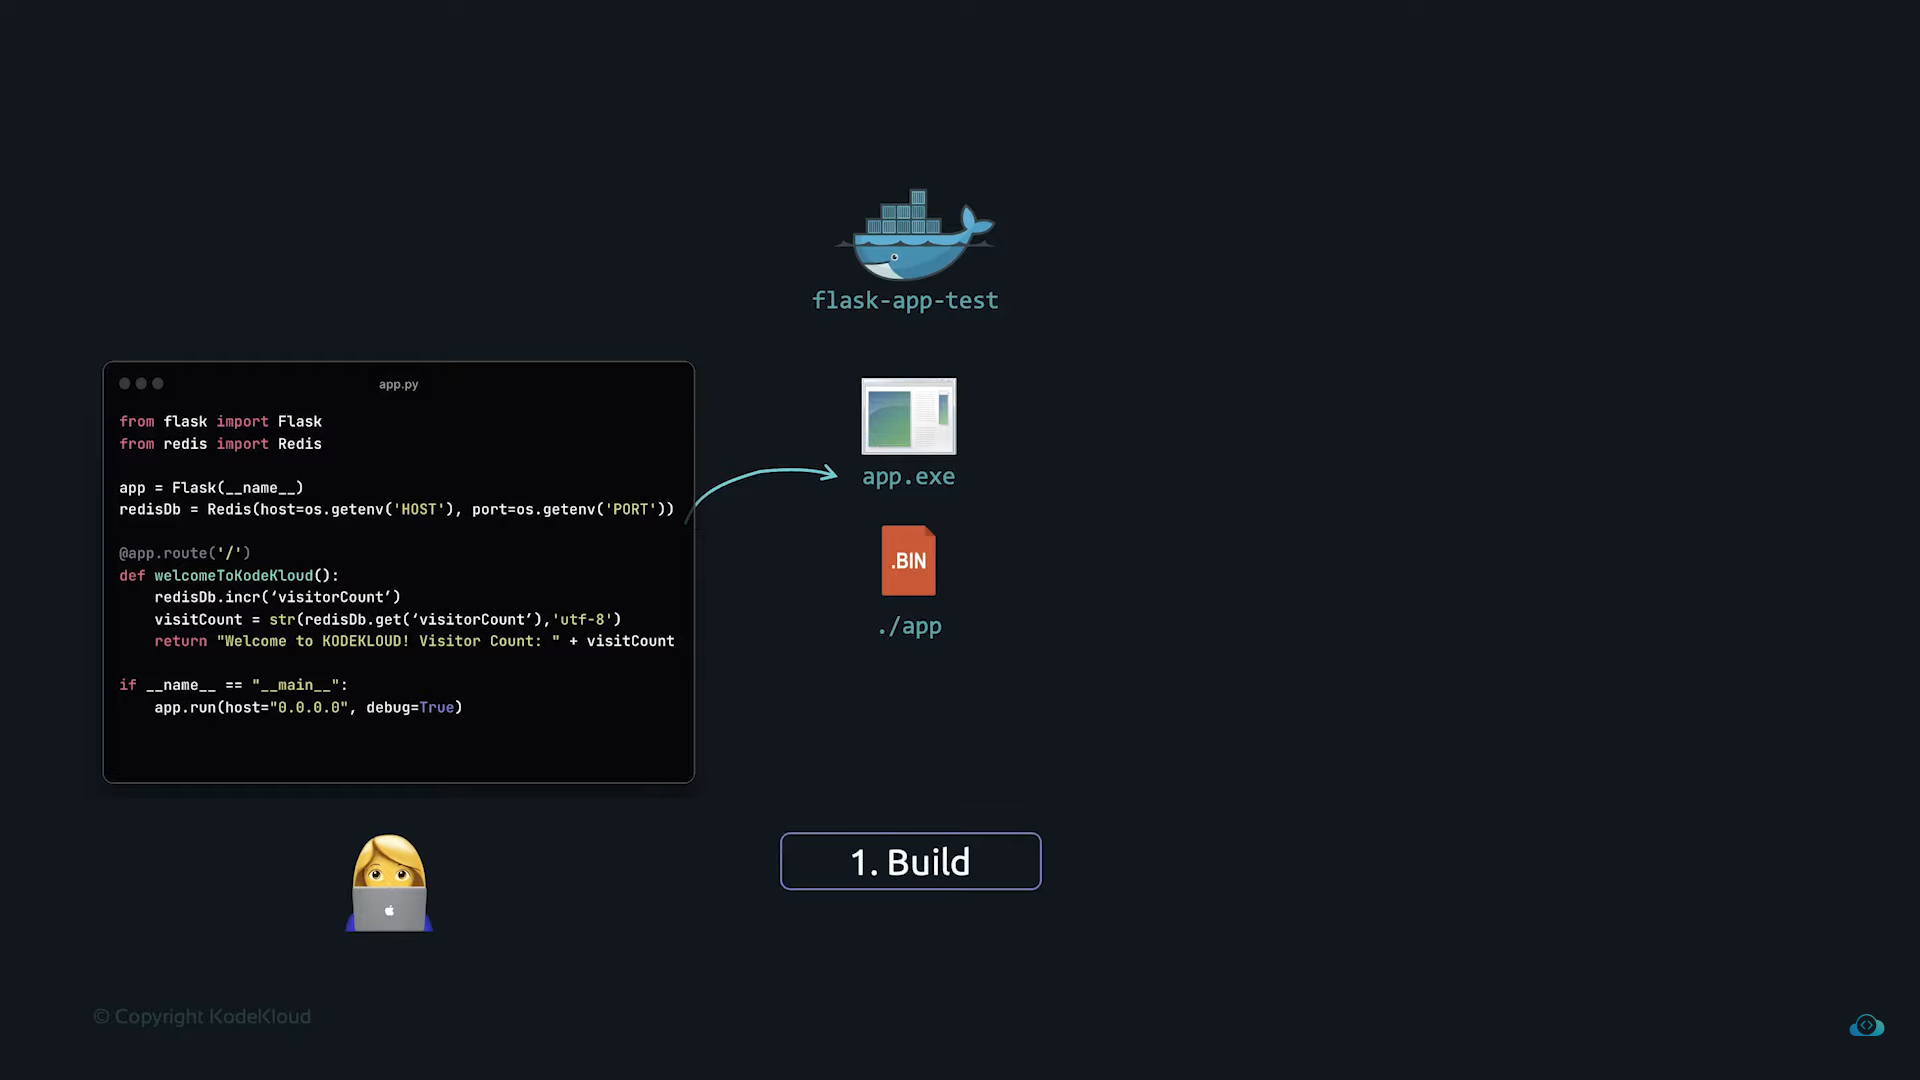 flask-app-test
app.py
from flask import Flask
from redis import Redis
app = Flask(__name__)
redisDb = Redis(host=os.getenv('HOST'), port=os.getenv('PORT'))
@app.route('/')
def welcomeToKodeKloud():
    redisDb.incr(‘visitorCount’)
    visitCount = str(redisDb.get(‘visitorCount’),'utf-8')
    return "Welcome to KODEKLOUD! Visitor Count: " + visitCount
if __name__ == "__main__":
    app.run(host="0.0.0.0", debug=True)
app.exe
.BIN
./app
1. Build
© Copyright KodeKloud